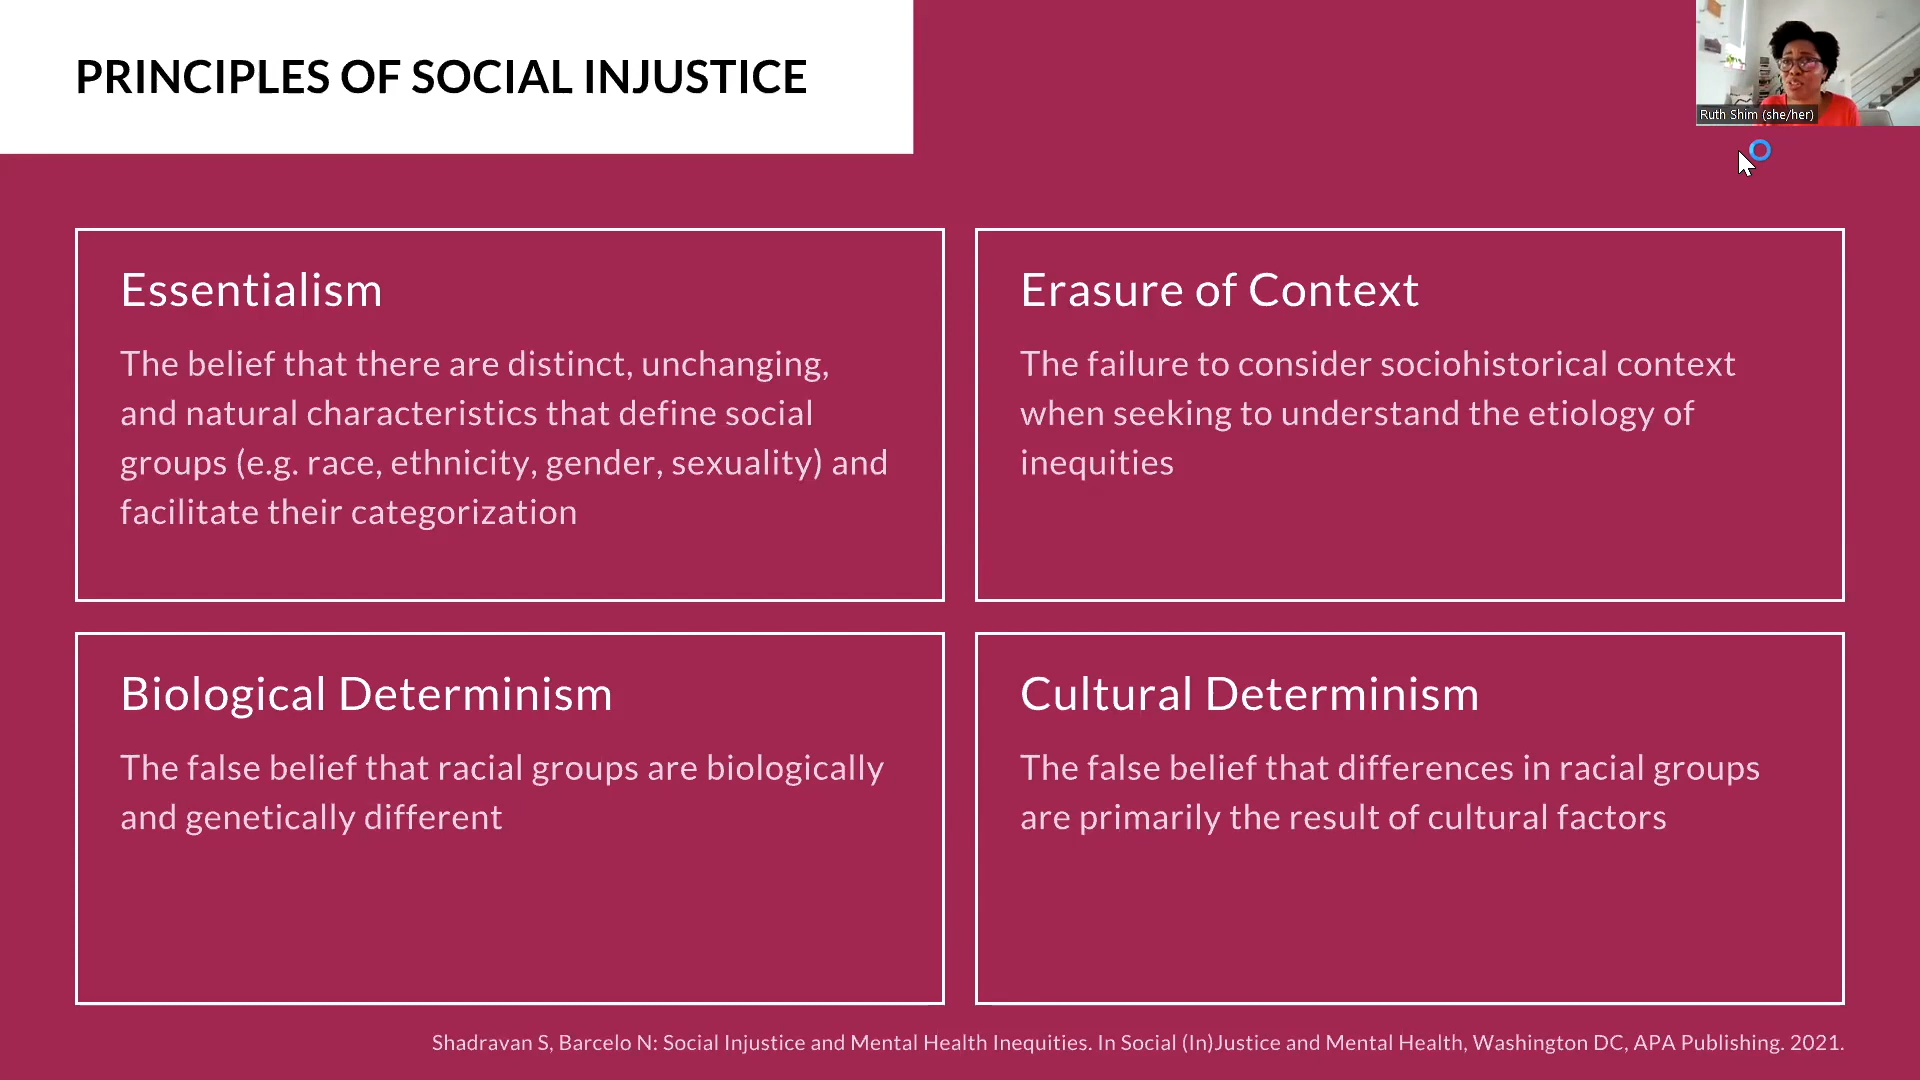 PRINCIPLES OF SOCIAL INJUSTICE
Ruth Shim (she/her)
Essentialism
The belief that there are distinct, unchanging,
and natural characteristics that define social
groups (e.g. race, ethnicity, gender, sexuality) and
facilitate their categorization
Erasure of Context
The failure to consider sociohistorical context
when seeking to understand the etiology of
inequities
Biological Determinism
The false belief that racial groups are biologically
and genetically different
Cultural Determinism
The false belief that differences in racial groups
are primarily the result of cultural factors
Shadravan S, Barcelo N: Social Injustice and Mental Health Inequities. In Social (In)Justice and Mental Health, Washington DC, APA Publishing. 2021.